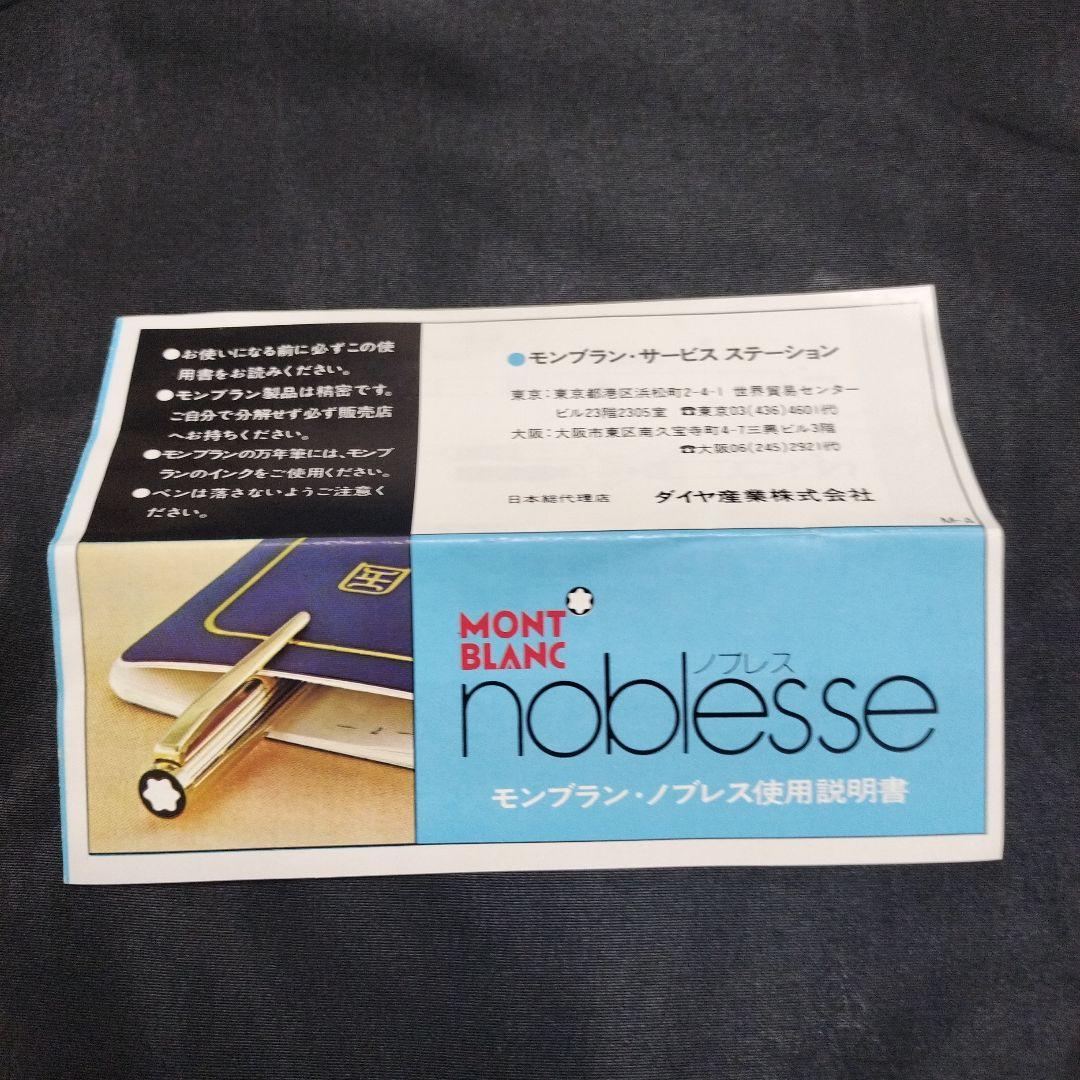 ●お使いになる前に必ずこの使
用書をお読みください。
●モンブラン製品は精密です。
ご自分で分解せず必ず販売店
へお持ちください。
●モンブランの万年筆には、モンブ
ランのインクをご使用ください。
●ペンは落さないようご注意く
ださい。
●モンブラン・サービス ステーション
東京：東京都港区浜松町2-4-1 世界貿易センター
ビル23階2305室 ☎東京03(436)4601代
大阪：大阪市東区南久宝寺町4-7三興ビル3階
☎大阪06(245)2921代
日本総代理店 ダイヤ産業株式会社
M-A
MONT
BLANC
ノブレス
noblesse
モンブラン・ノブレス使用説明書